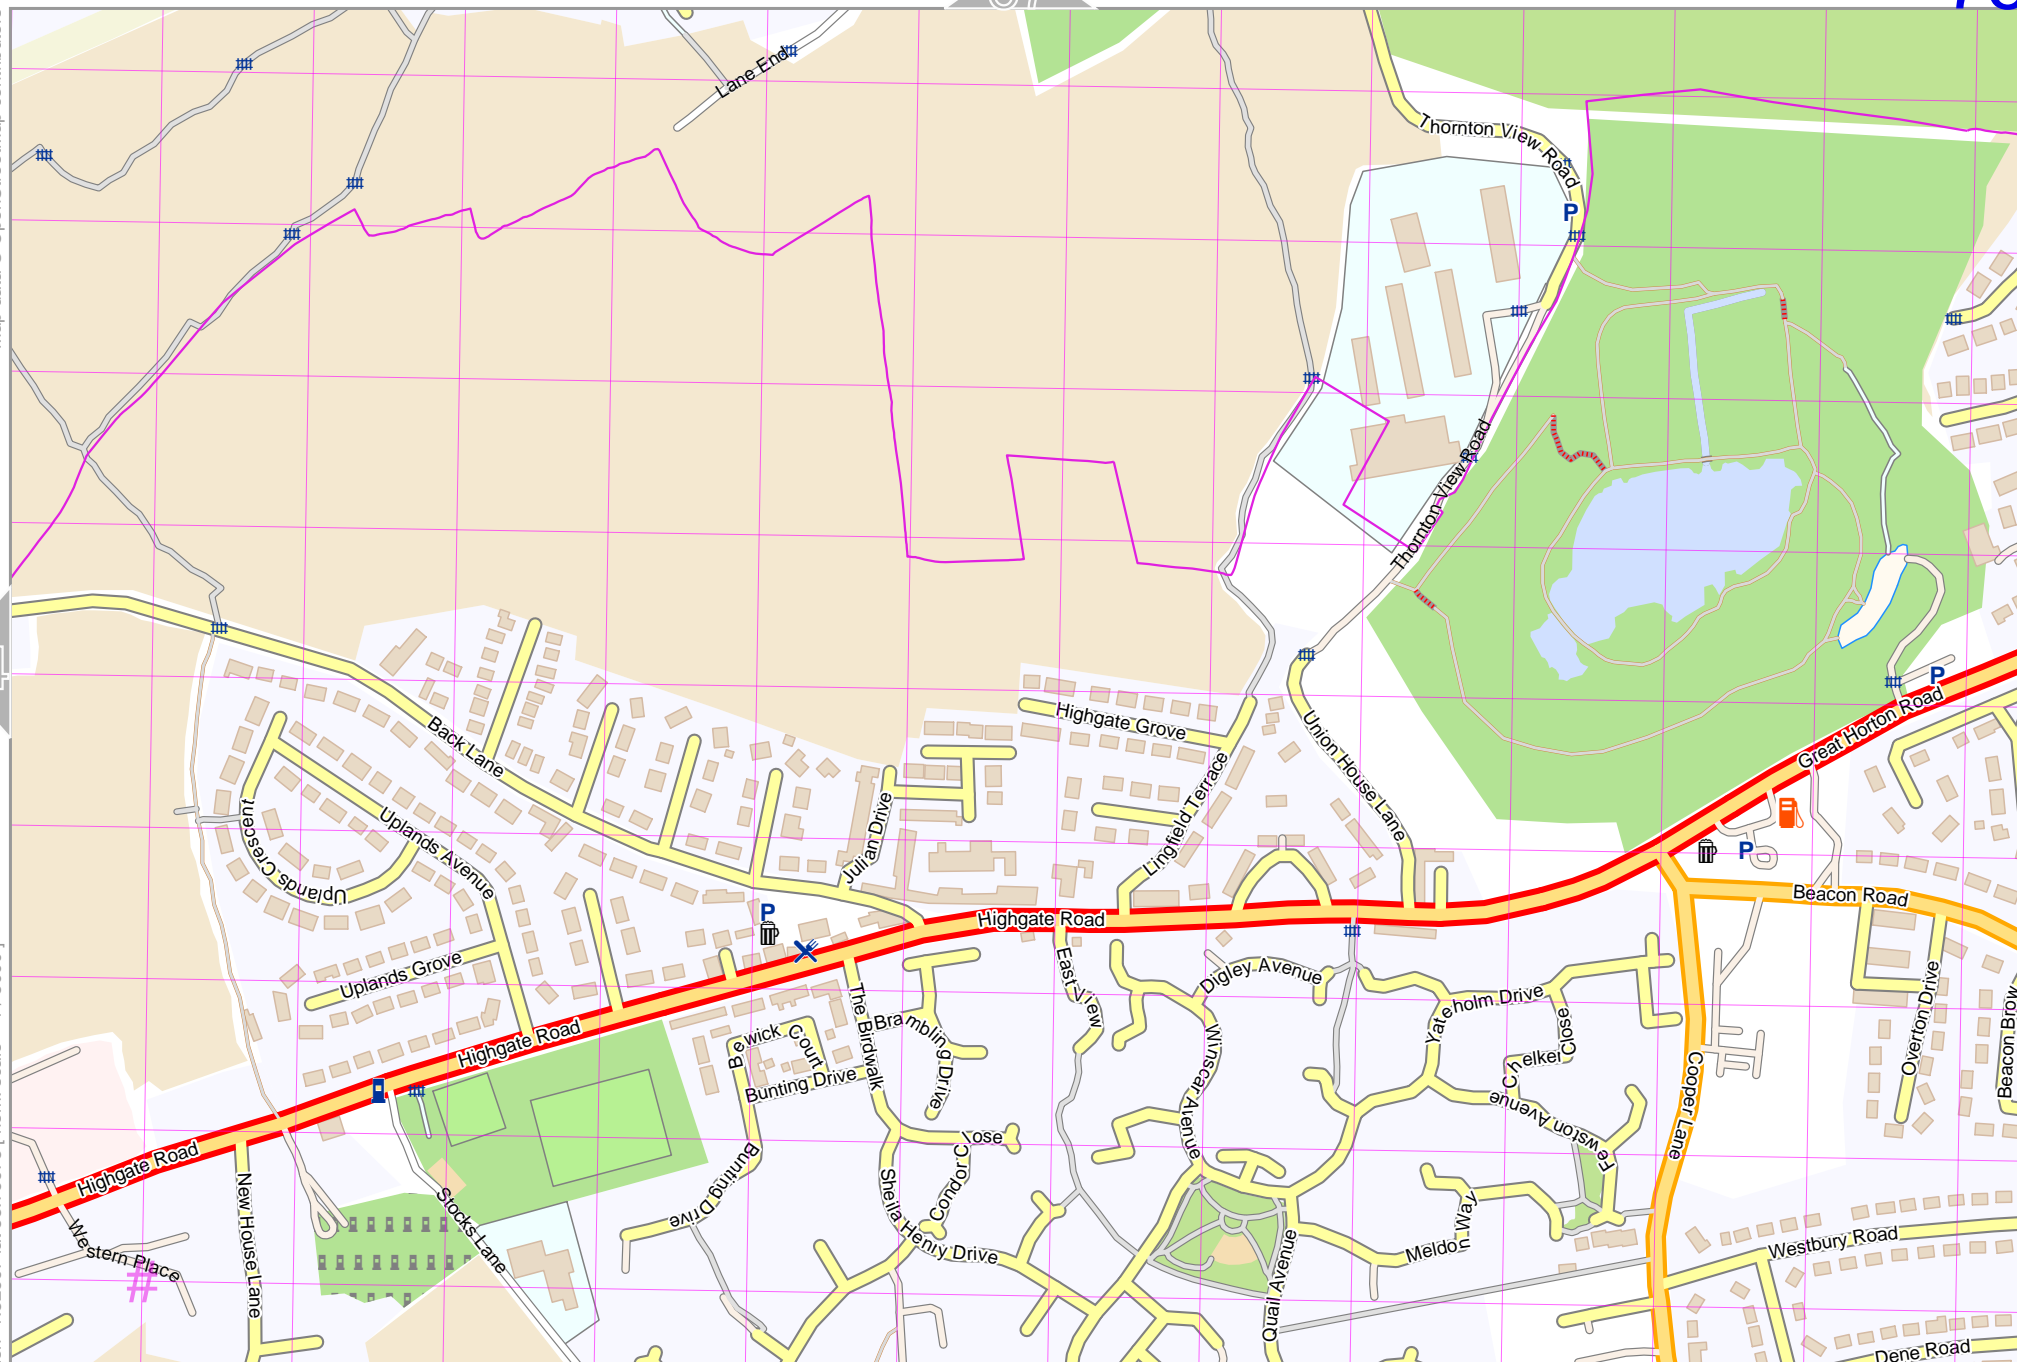 Lane End
Thornton View Road
P
Thornton View Road
Great Horton Road
P
Back Lane
Highgate Grove
Union House Lane
Uplands Crescent
Uplands Avenue
Julian Drive
Lingfield Terrace
P
Beacon Road
P
Highgate Road
Uplands Grove
East View
Digley Avenue
Yateholm Drive
Overton Drive
Beacon Brow
Highgate Road
The Birdwalk
Brambling Drive
Bewick Court
Bunting Drive
Winscar Avenue
Chelker Close
Cooper Lane
Fewston Avenue
Highgate Road
New House Lane
Stocks Lane
Bunting Drive
Condor Close
Sheila Henry Drive
Meldon Way
Western Place
Westbury Road
Quail Avenue
Dene Road